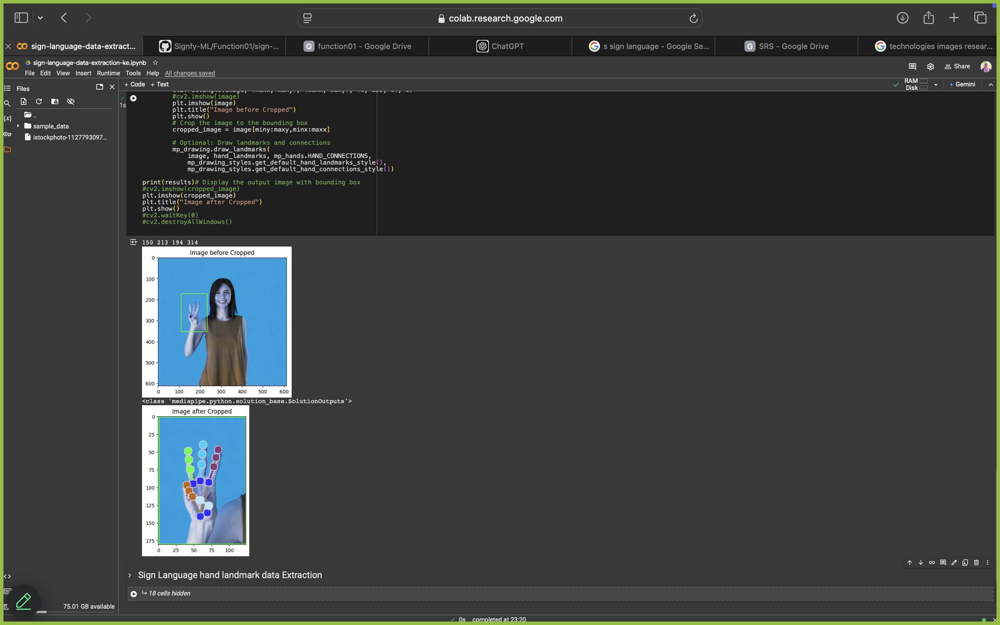 colab.research.google.com
sign-language-data-extract...
Signfy-ML/Function01/sign-...
function01 - Google Drive
ChatGPT
s sign language - Google Se...
SRS - Google Drive
technologies images resear...
sign-language-data-extraction-ke.ipynb
Share
File Edit View Insert Runtime Tools Help All changes saved
Files
+ Code + Text
RAM
Disk
Gemini
..
sample_data
istockphoto-1127793097...
{x}
1s
#cv2.imshow(image)
plt.imshow(image)
plt.title("Image before Cropped")
plt.show()
# Crop the image to the bounding box
cropped_image = image[miny:maxy,minx:maxx]
# Optional: Draw landmarks and connections
mp_drawing.draw_landmarks(
image, hand_landmarks, mp_hands.HAND_CONNECTIONS,
mp_drawing_styles.get_default_hand_landmarks_style(),
mp_drawing_styles.get_default_hand_connections_style())
print(results)# Display the output image with bounding box
#cv2.imshow(cropped_image)
plt.imshow(cropped_image)
plt.title("Image after Cropped")
plt.show()
#cv2.waitKey(0)
#cv2.destroyAllWindows()
150 213 194 314
Image before Cropped
0
100
200
300
400
500
600
0 100 200 300 400 500 600
<class 'mediapipe.python.solution_base.SolutionOutputs'>
Image after Cropped
0
25
50
75
100
125
150
175
0 25 50 75 100
Sign Language hand landmark data Extraction
18 cells hidden
75.01 GB available
0s completed at 23:20